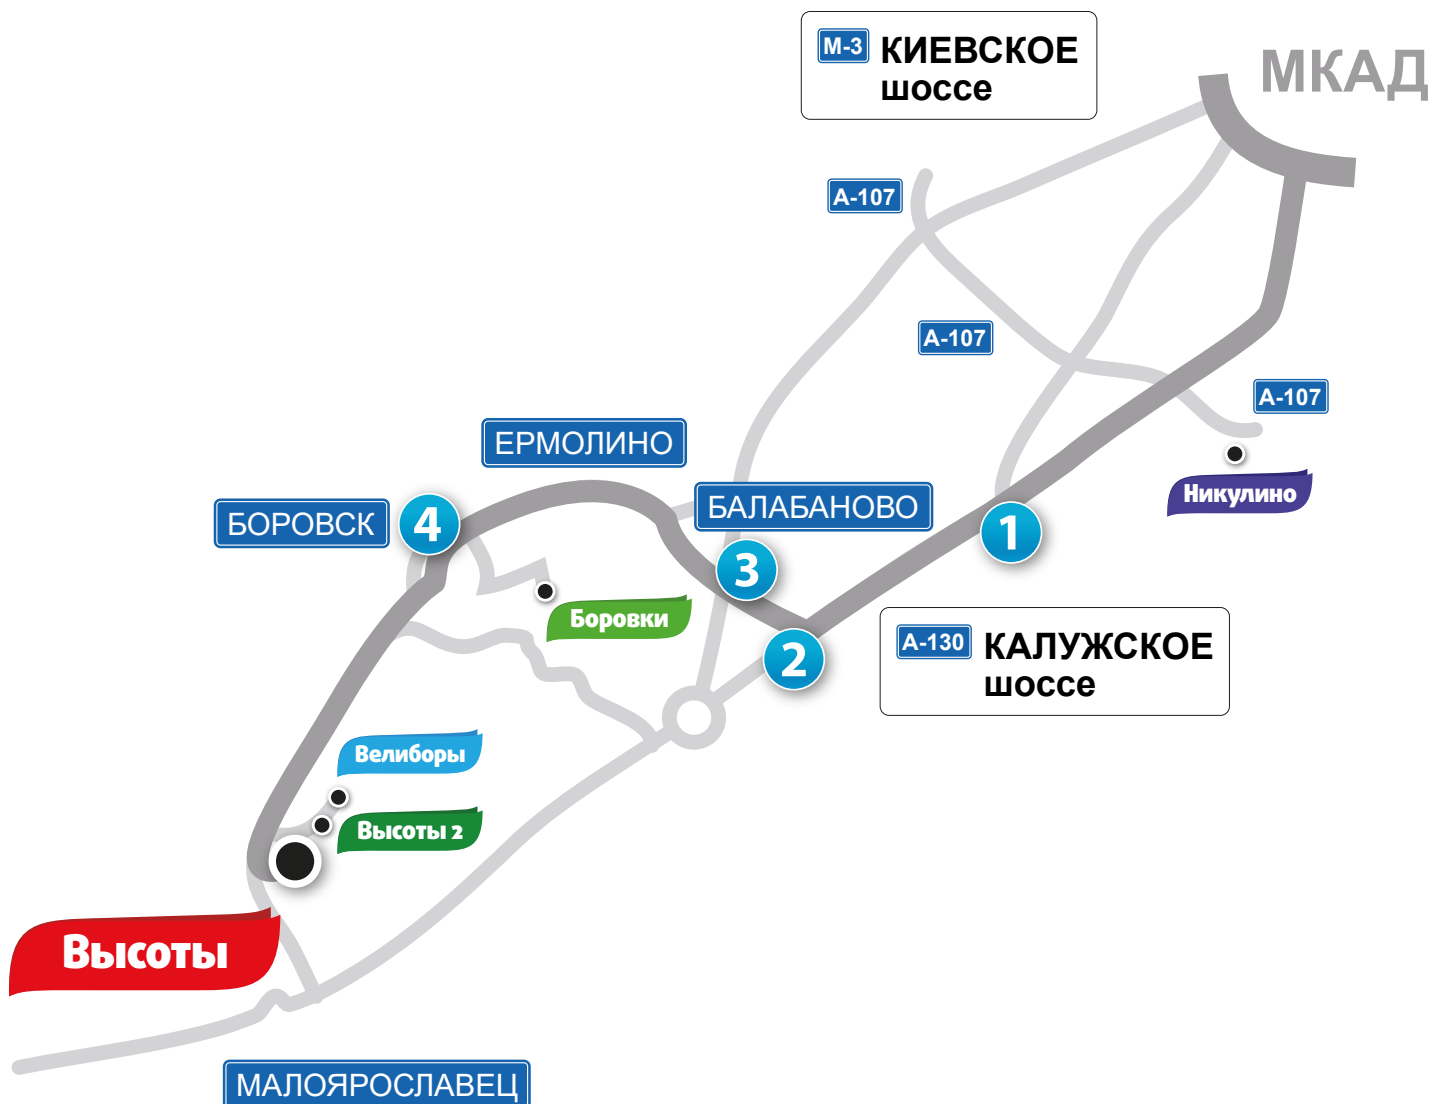 М-3 КИЕВСКОЕ
шоссе
МКАД
А-107
А-107
А-107
ЕРМОЛИНО
Никулино
БАЛАБАНОВО
БОРОВСК
4
1
3
Боровки
2
А-130 КАЛУЖСКОЕ
шоссе
Велиборы
Высоты 2
Высоты
МАЛОЯРОСЛАВЕЦ